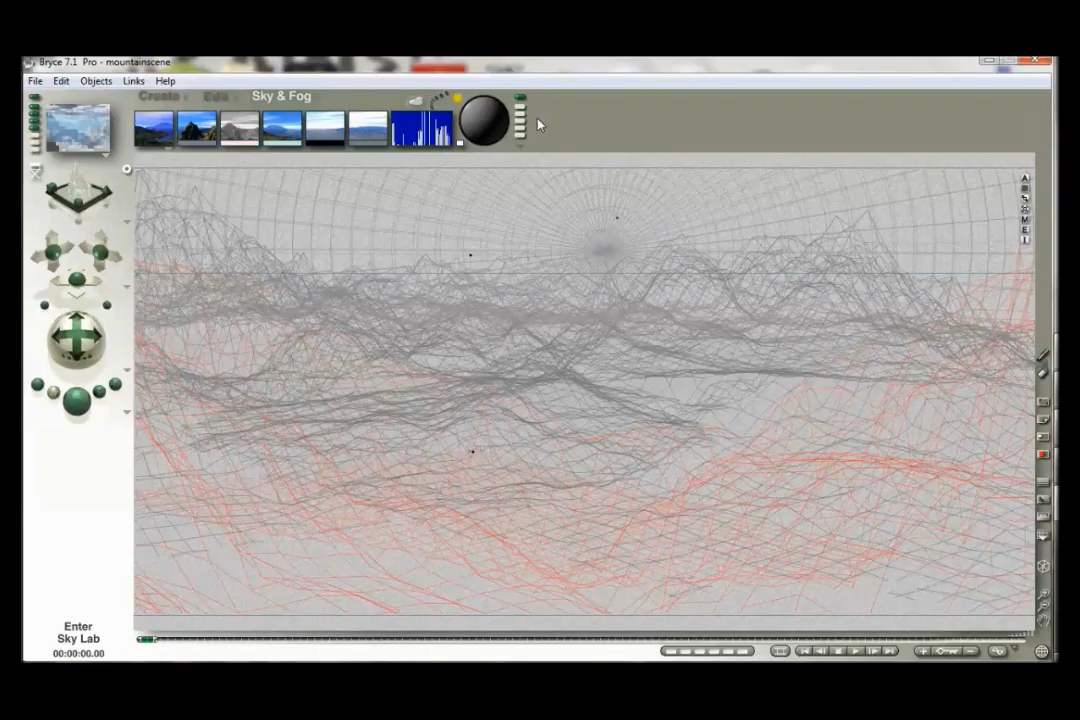 Bryce 7.1 Pro - mountainscene
File Edit Objects Links Help
Create Edit Sky & Fog
A
M
E
I
Enter
Sky Lab
00:00:00.00